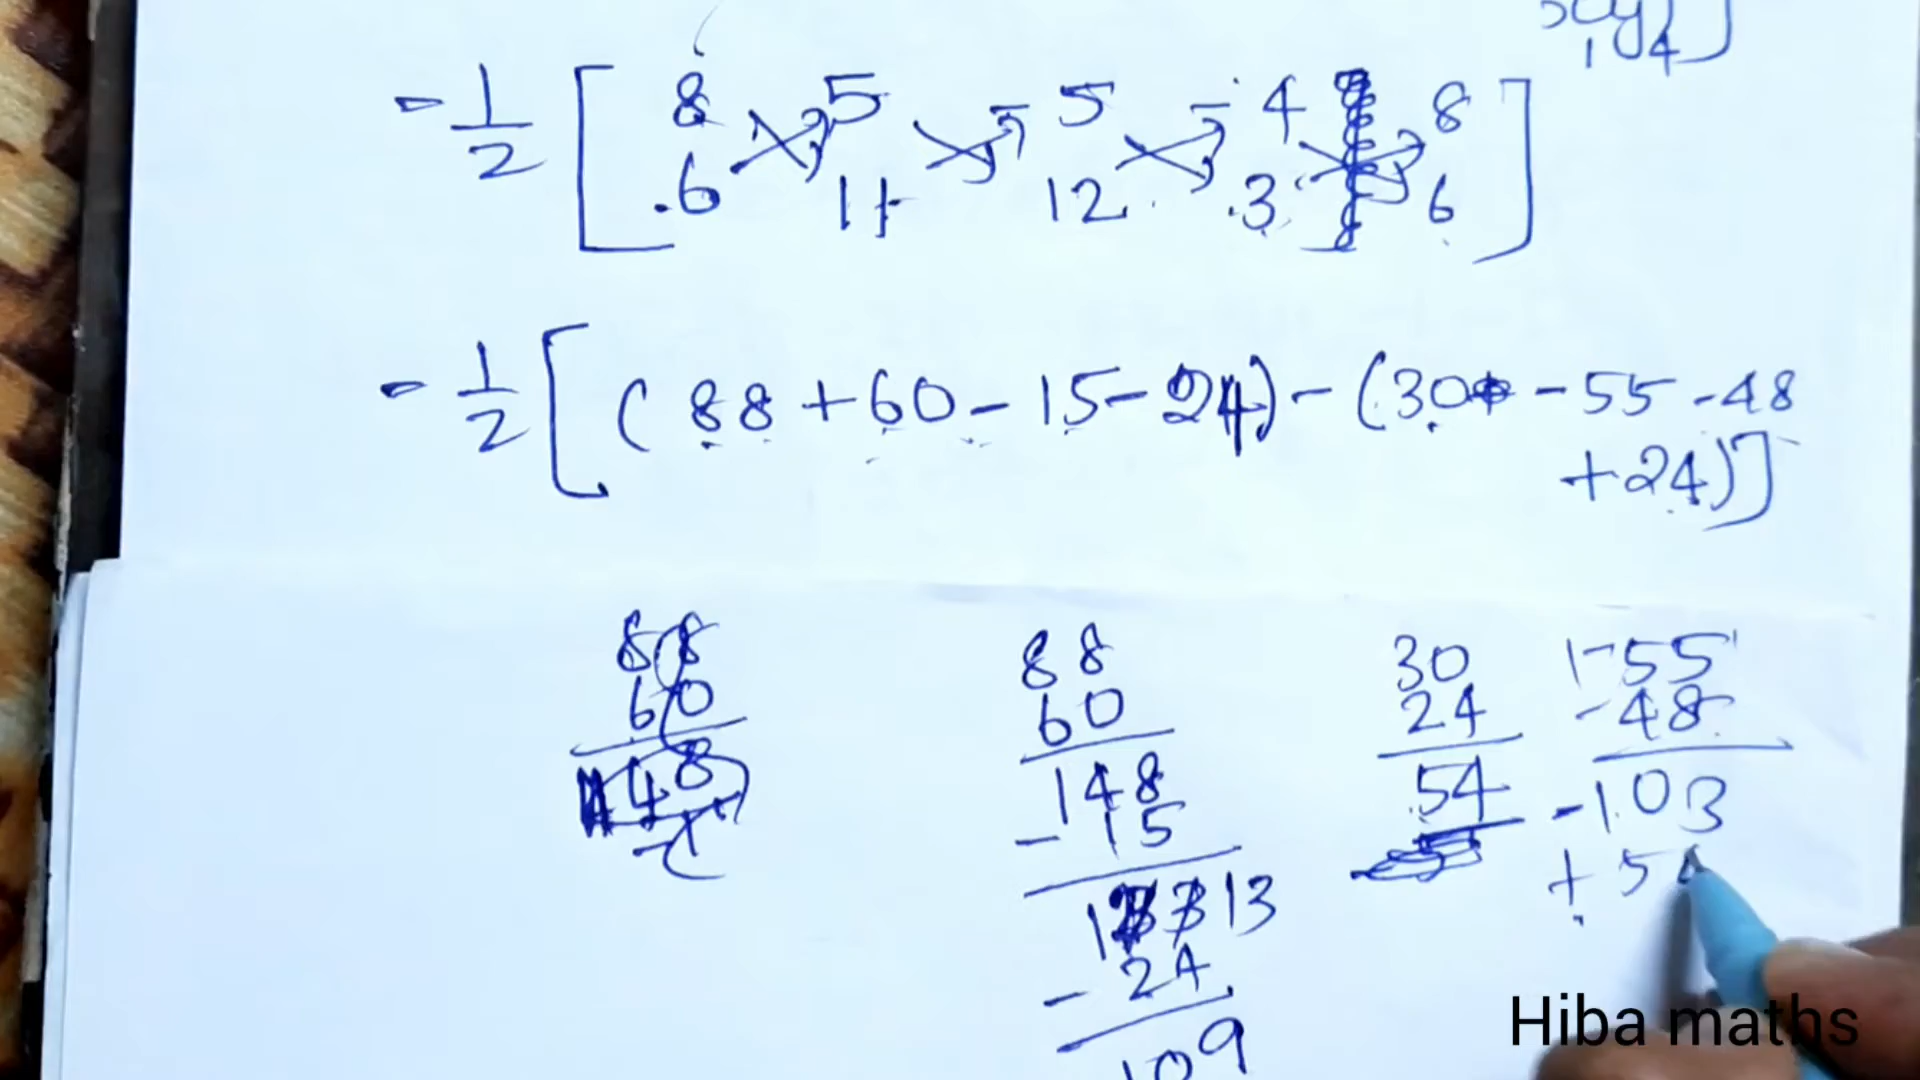 - 1/2 [ 8 5 -5 -4 8 ]
.6 11 12 .3 6
- 1/2 [ ( 88 + 60 - 15 - 24 ) - ( 30 - 55 - 48
+ 24 ) ]
88 88 30 - 55
60 60 24 - 48
148 148 54 - 103
- 15 + 5
13
- 24
109
Hiba maths